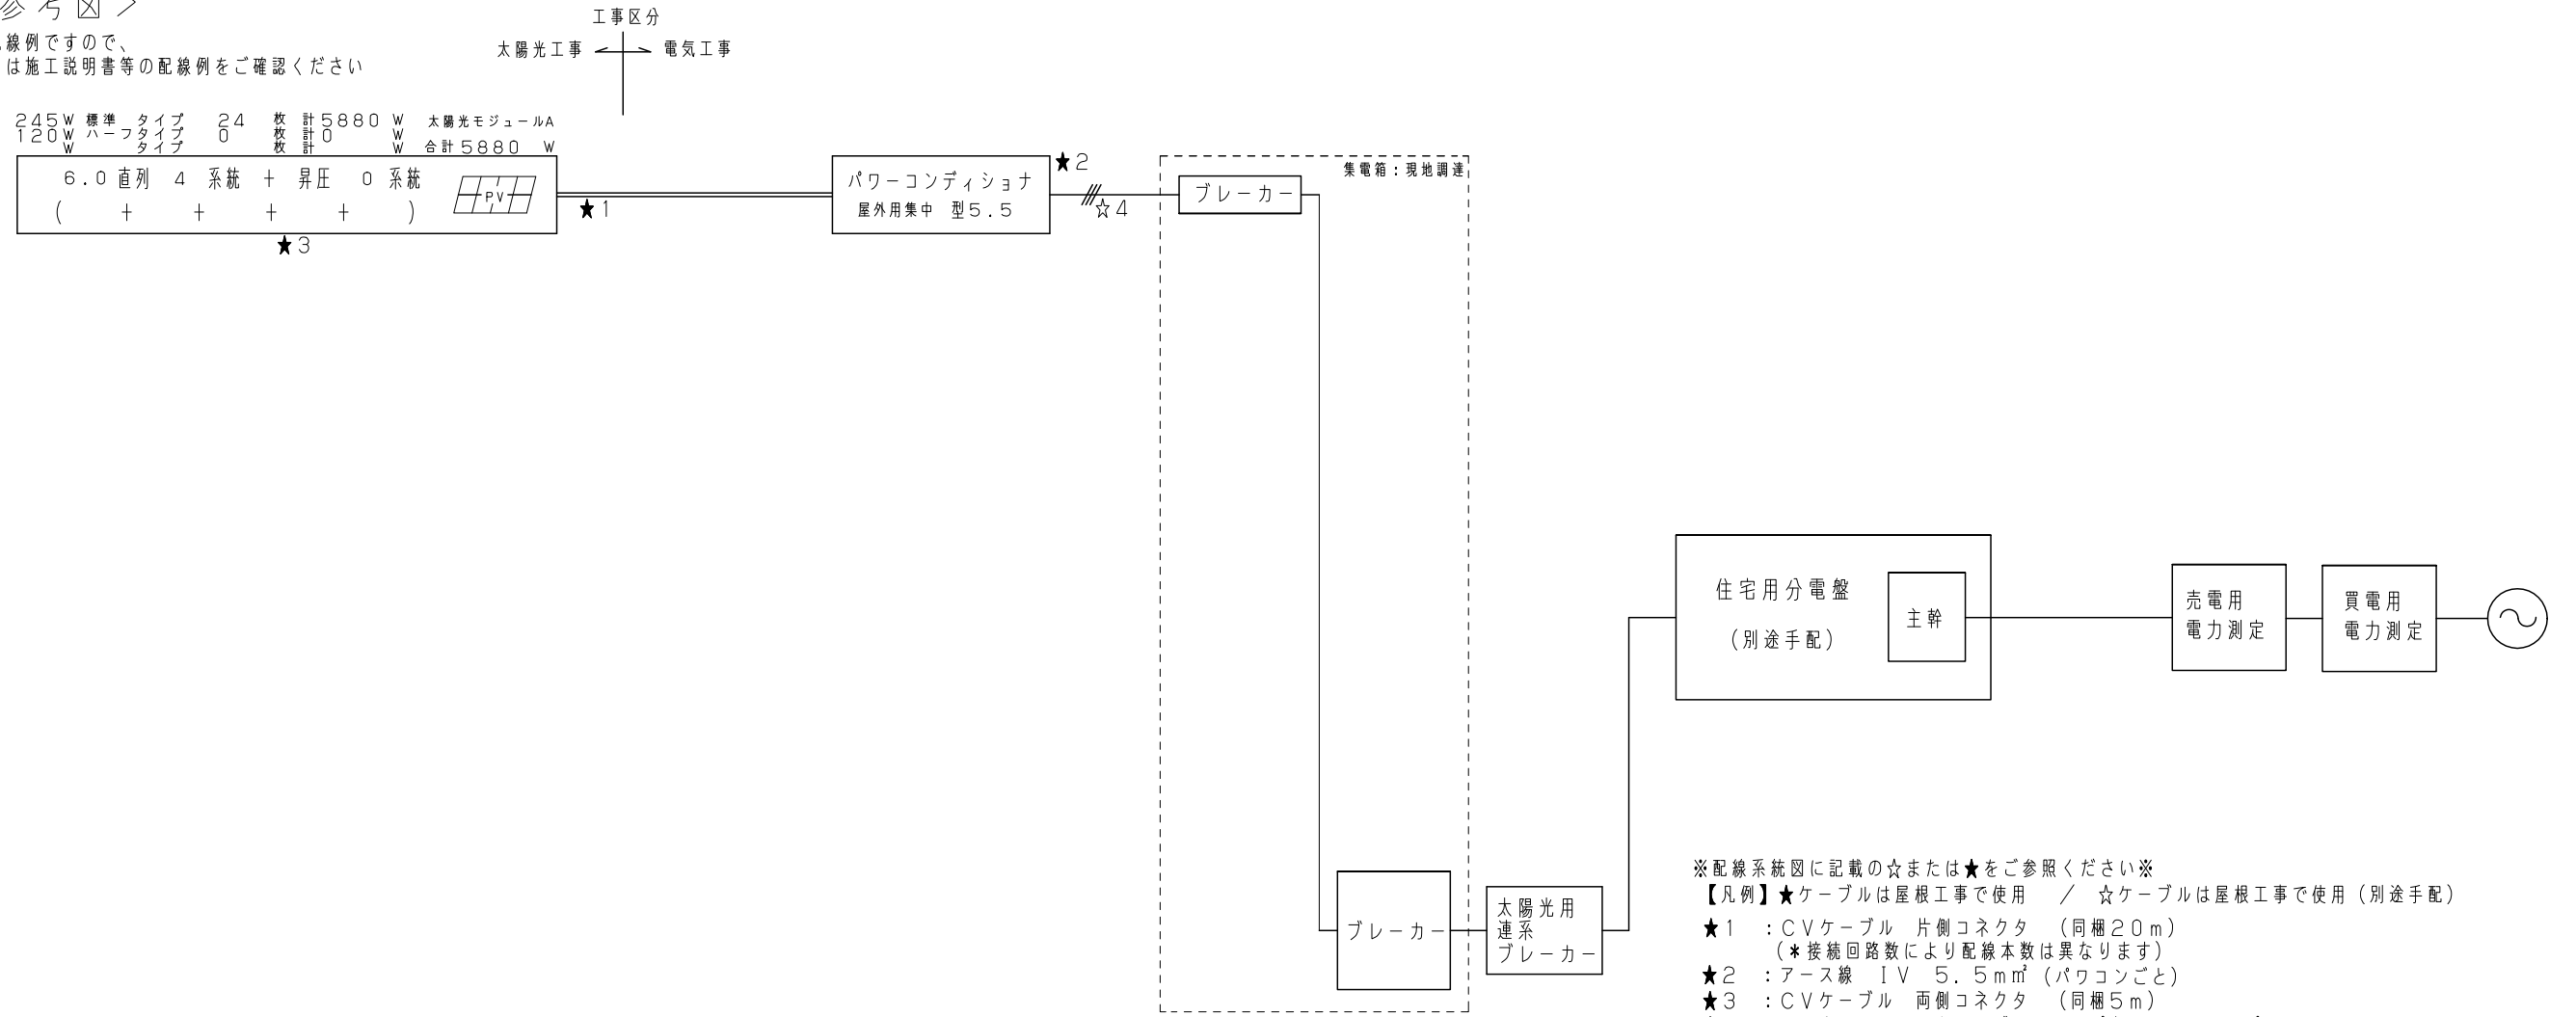 参考図>
線例ですので、
は施工説明書等の配線例をご確認ください
工事区分
太陽光工事 電気工事
245W 標準 タイプ 24 枚 計5880 W 太陽光モジュールA
120W ハーフタイプ 0 枚 計0 W
W タイプ 枚 計 W 合計5880 W
6.0 直列 4 系統 + 昇圧 0 系統
( + + + + )
PV
★3
★1
パワーコンディショナ
屋外用集中 型5.5
★2
☆4
集電箱:現地調達
ブレーカー
ブレーカー
太陽光用
連系
ブレーカー
住宅用分電盤
(別途手配)
主幹
売電用
電力測定
買電用
電力測定
※配線系統図に記載の☆または★をご参照ください※
【凡例】★ケーブルは屋根工事で使用 / ☆ケーブルは屋根工事で使用(別途手配)
★1 :CVケーブル 片側コネクタ (同梱20m)
(*接続回路数により配線本数は異なります)
★2 :アース線 IV 5.5m㎡(パワコンごと)
★3 :CVケーブル 両側コネクタ (同梱5m)